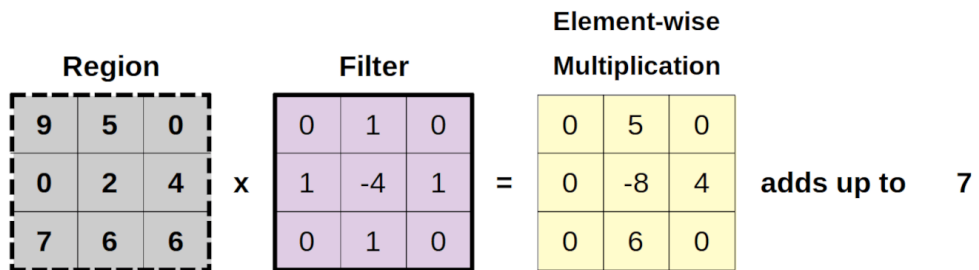 Element-wise
Region Filter Multiplication
9 5 0 0 1 0 0 5 0
0 2 4 x 1 -4 1 = 0 -8 4 adds up to 7
7 6 6 0 1 0 0 6 0